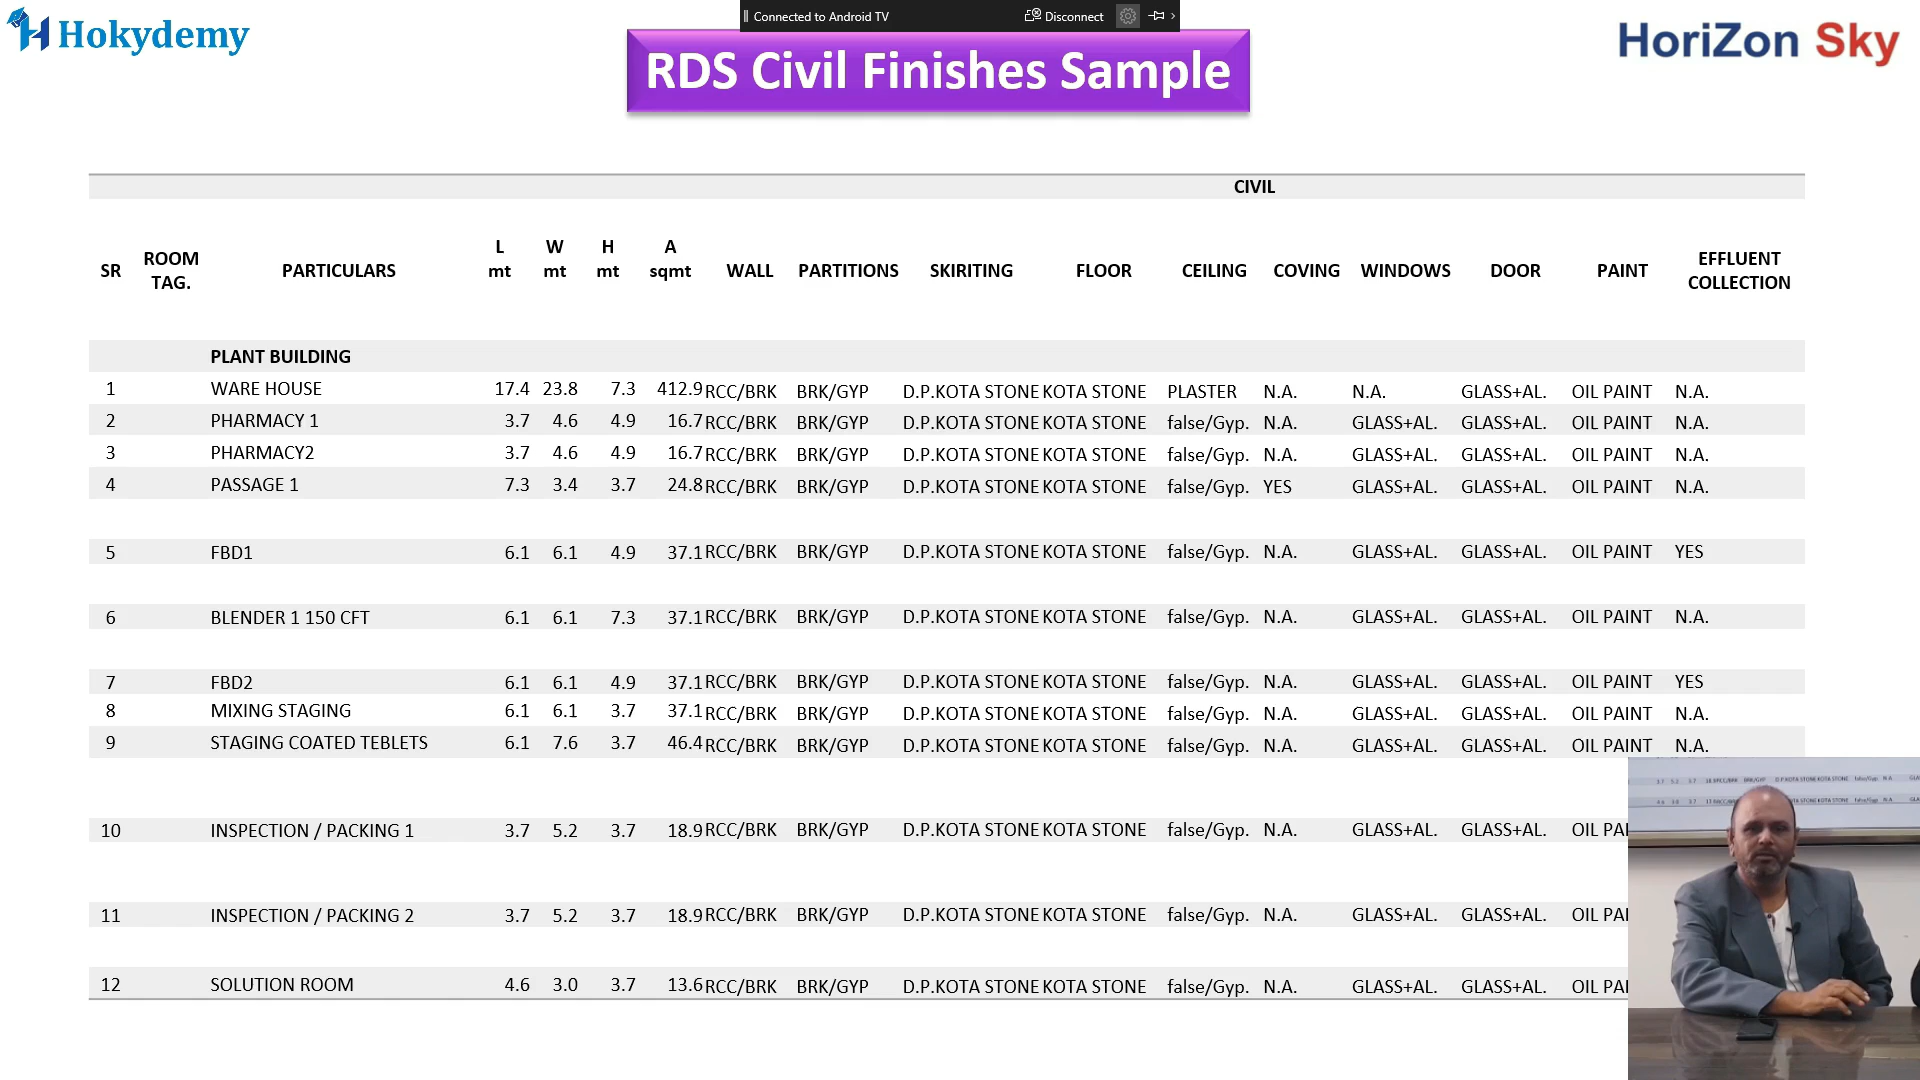 Hokydemy
Connected to Android TV Disconnect
HoriZon Sky
RDS Civil Finishes Sample
CIVIL
SR ROOM TAG. PARTICULARS L mt W mt H mt A sqmt WALL PARTITIONS SKIRITING FLOOR CEILING COVING WINDOWS DOOR PAINT EFFLUENT COLLECTION
PLANT BUILDING
1 WARE HOUSE 17.4 23.8 7.3 412.9 RCC/BRK BRK/GYP D.P.KOTA STONE KOTA STONE PLASTER N.A. N.A. GLASS+AL. OIL PAINT N.A.
2 PHARMACY 1 3.7 4.6 4.9 16.7 RCC/BRK BRK/GYP D.P.KOTA STONE KOTA STONE false/Gyp. N.A. GLASS+AL. GLASS+AL. OIL PAINT N.A.
3 PHARMACY2 3.7 4.6 4.9 16.7 RCC/BRK BRK/GYP D.P.KOTA STONE KOTA STONE false/Gyp. N.A. GLASS+AL. GLASS+AL. OIL PAINT N.A.
4 PASSAGE 1 7.3 3.4 3.7 24.8 RCC/BRK BRK/GYP D.P.KOTA STONE KOTA STONE false/Gyp. YES GLASS+AL. GLASS+AL. OIL PAINT N.A.
5 FBD1 6.1 6.1 4.9 37.1 RCC/BRK BRK/GYP D.P.KOTA STONE KOTA STONE false/Gyp. N.A. GLASS+AL. GLASS+AL. OIL PAINT YES
6 BLENDER 1 150 CFT 6.1 6.1 7.3 37.1 RCC/BRK BRK/GYP D.P.KOTA STONE KOTA STONE false/Gyp. N.A. GLASS+AL. GLASS+AL. OIL PAINT N.A.
7 FBD2 6.1 6.1 4.9 37.1 RCC/BRK BRK/GYP D.P.KOTA STONE KOTA STONE false/Gyp. N.A. GLASS+AL. GLASS+AL. OIL PAINT YES
8 MIXING STAGING 6.1 6.1 3.7 37.1 RCC/BRK BRK/GYP D.P.KOTA STONE KOTA STONE false/Gyp. N.A. GLASS+AL. GLASS+AL. OIL PAINT N.A.
9 STAGING COATED TEBLETS 6.1 7.6 3.7 46.4 RCC/BRK BRK/GYP D.P.KOTA STONE KOTA STONE false/Gyp. N.A. GLASS+AL. GLASS+AL. OIL PAINT N.A.
10 INSPECTION / PACKING 1 3.7 5.2 3.7 18.9 RCC/BRK BRK/GYP D.P.KOTA STONE KOTA STONE false/Gyp. N.A. GLASS+AL. GLASS+AL. OIL PAI
11 INSPECTION / PACKING 2 3.7 5.2 3.7 18.9 RCC/BRK BRK/GYP D.P.KOTA STONE KOTA STONE false/Gyp. N.A. GLASS+AL. GLASS+AL. OIL PAI
12 SOLUTION ROOM 4.6 3.0 3.7 13.6 RCC/BRK BRK/GYP D.P.KOTA STONE KOTA STONE false/Gyp. N.A. GLASS+AL. GLASS+AL. OIL PAI